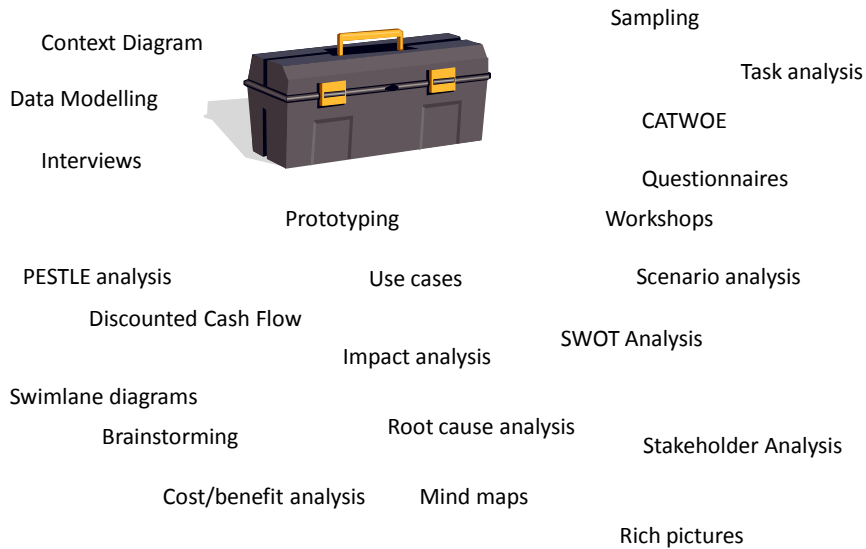 Sampling
Context Diagram
Task analysis
Data Modelling
CATWOE
Interviews
Questionnaires
Prototyping
Workshops
PESTLE analysis
Use cases
Scenario analysis
Discounted Cash Flow
SWOT Analysis
Impact analysis
Swimlane diagrams
Root cause analysis
Brainstorming
Stakeholder Analysis
Cost/benefit analysis
Mind maps
Rich pictures